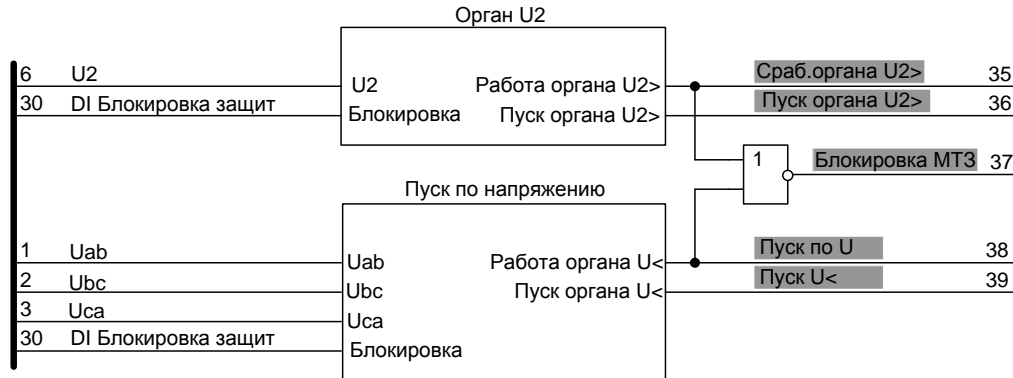 Орган U2
6 U2
U2 Работа органа U2> Сраб.органа U2> 35
30 DI Блокировка защит
Блокировка Пуск органа U2> Пуск органа U2> 36
1 Блокировка МТЗ 37
Пуск по напряжению
1 Uab
Uab Работа органа U< Пуск по U 38
2 Ubc
Ubc Пуск органа U< Пуск U< 39
3 Uca
Uca
30 DI Блокировка защит
Блокировка